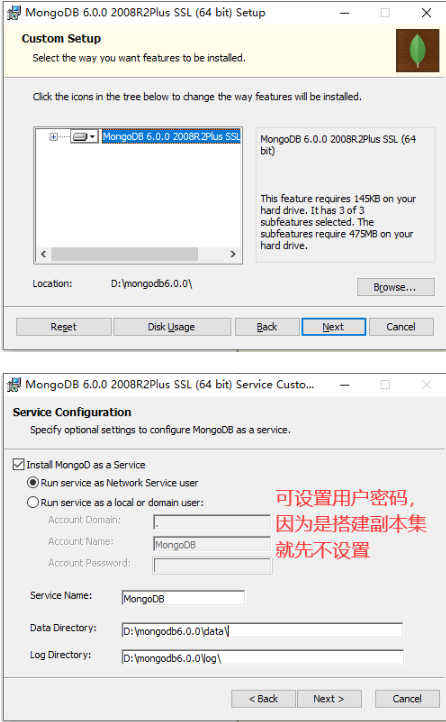 MongoDB 6.0.0 2008R2Plus SSL (64 bit) Setup
Custom Setup
Select the way you want features to be installed.
Click the icons in the tree below to change the way features will be installed.
MongoDB 6.0.0 2008R2Plus SSL
MongoDB 6.0.0 2008R2Plus SSL (64
bit)
This feature requires 145KB on your
hard drive. It has 3 of 3
subfeatures selected. The
subfeatures require 475MB on your
hard drive.
Location:
D:\mongodb6.0.0\
Browse...
Reset
Disk Usage
Back
Next
Cancel
MongoDB 6.0.0 2008R2Plus SSL (64 bit) Service Custo...
Service Configuration
Specify optional settings to configure MongoDB as a service.
Install MongoD as a Service
Run service as Network Service user
Run service as a local or domain user:
Account Domain:
.
Account Name:
MongoDB
Account Password:
可设置用户密码，
因为是搭建副本集
就先不设置
Service Name:
MongoDB
Data Directory:
D:\mongodb6.0.0\data\
Log Directory:
D:\mongodb6.0.0\log\
< Back
Next >
Cancel